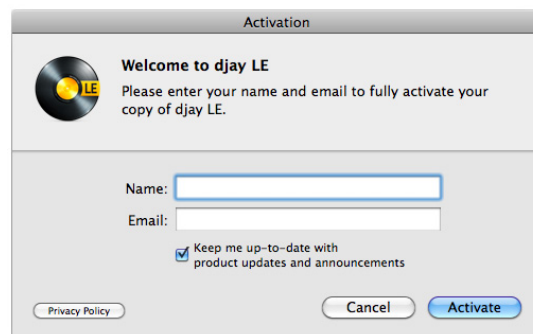 Activation
LE
Welcome to djay LE
Please enter your name and email to fully activate your
copy of djay LE.
Name:
Email:
Keep me up-to-date with
product updates and announcements
Privacy Policy
Cancel
Activate